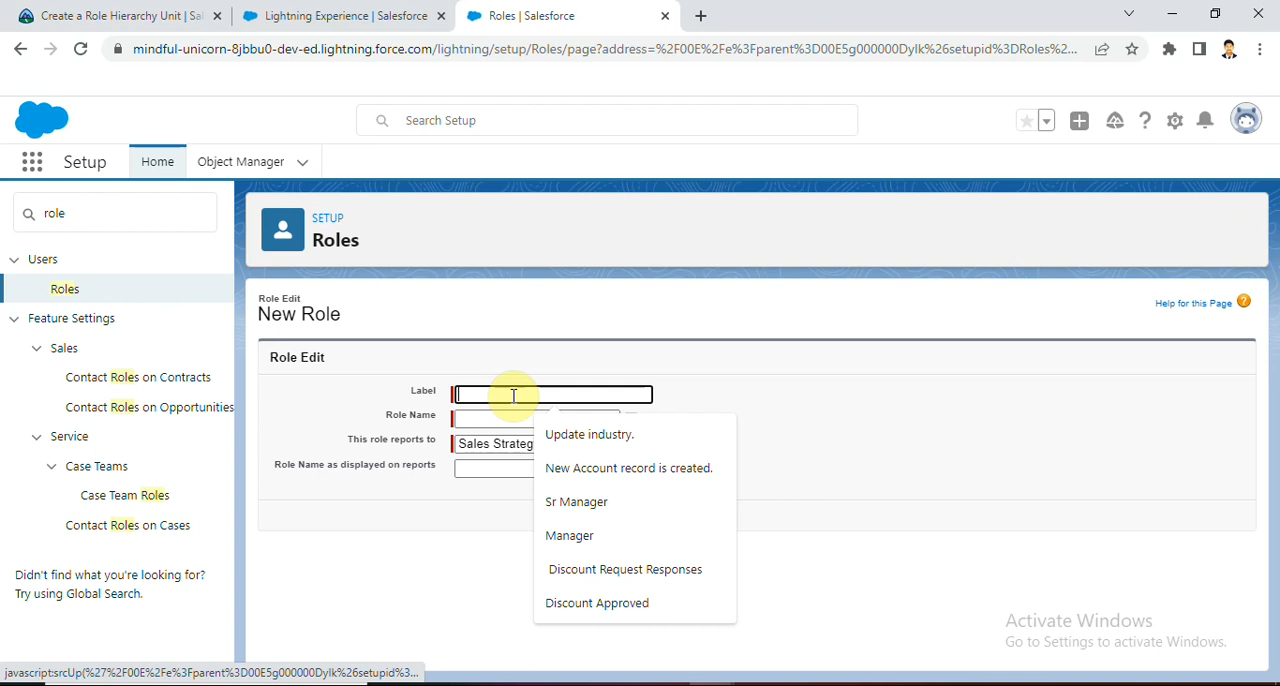 Create a Role Hierarchy Unit | Sal
Lightning Experience | Salesforce
Roles | Salesforce
mindful-unicorn-8jbbu0-dev-ed.lightning.force.com/lightning/setup/Roles/page?address=%2F00E%2Fe%3Fparent%3D00E5g000000Dylk%26setupid%3DRoles%2...
Search Setup
Setup
Home
Object Manager
role
SETUP
Roles
Users
Roles
Feature Settings
Sales
Contact Roles on Contracts
Contact Roles on Opportunities
Service
Case Teams
Case Team Roles
Contact Roles on Cases
Didn't find what you're looking for?
Try using Global Search.
Role Edit
New Role
Help for this Page
Role Edit
Label
Role Name
This role reports to
Sales Strateg
Role Name as displayed on reports
Update industry.
New Account record is created.
Sr Manager
Manager
Discount Request Responses
Discount Approved
Activate Windows
Go to Settings to activate Windows.
javascript:srcUp(%27%2F00E%2Fe%3Fparent%3D00E5g000000Dylk%26setupid%3...